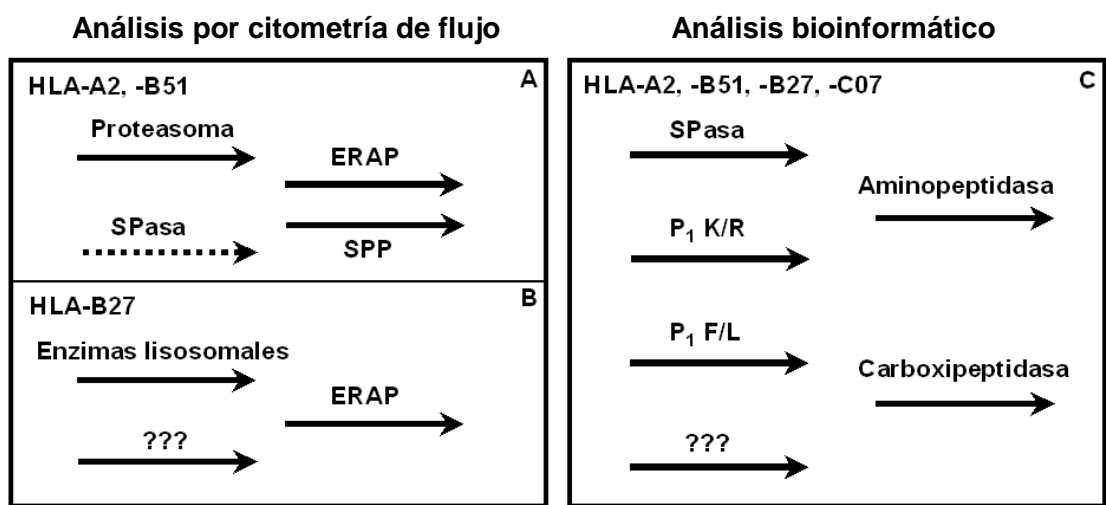 Análisis por citometría de flujo
HLA-A2, -B51
A
Proteasoma
ERAP
SPasa
SPP
HLA-B27
B
Enzimas lisosomales
ERAP
???
Análisis bioinformático
HLA-A2, -B51, -B27, -C07
C
SPasa
Aminopeptidasa
P₁ K/R
P₁ F/L
Carboxipeptidasa
???